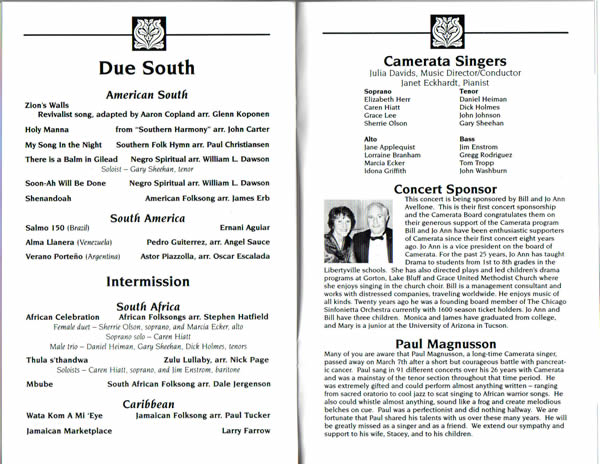 Due South
American South
Zion's Walls
Revivalist song, adapted by Aaron Copland arr. Glenn Koponen
Holy Manna from "Southern Harmony" arr. John Carter
My Song In the Night Southern Folk Hymn arr. Paul Christiansen
There is a Balm in Gilead Negro Spiritual arr. William L. Dawson
Soloist – Gary Sheehan, tenor
Soon-Ah Will Be Done Negro Spiritual arr. William L. Dawson
Shenandoah American Folksong arr. James Erb
South America
Salmo 150 (Brazil) Ernani Aguiar
Alma Llanera (Venezuela) Pedro Guiterrez, arr. Angel Sauce
Verano Porteño (Argentina) Astor Piazzolla, arr. Oscar Escalada
Intermission
South Africa
African Celebration African Folksongs arr. Stephen Hatfield
Female duet – Sherrie Olson, soprano, and Marcia Ecker, alto
Soprano solo – Caren Hiatt
Male trio – Daniel Heiman, Gary Sheehan, Dick Holmes, tenors
Thula s'thandwa Zulu Lullaby, arr. Nick Page
Soloists – Caren Hiatt, soprano, and Jim Enstrom, baritone
Mbube South African Folksong arr. Dale Jergenson
Caribbean
Wata Kom A Mi 'Eye Jamaican Folksong arr. Paul Tucker
Jamaican Marketplace Larry Farrow
Camerata Singers
Julia Davids, Music Director/Conductor
Janet Eckhardt, Pianist
Soprano
Elizabeth Herr
Caren Hiatt
Grace Lee
Sherrie Olson
Tenor
Daniel Heiman
Dick Holmes
John Johnson
Gary Sheehan
Alto
Jane Applequist
Lorraine Branham
Marcia Ecker
Idona Griffith
Bass
Jim Enstrom
Gregg Rodriguez
Tom Tropp
John Washburn
Concert Sponsor
This concert is being sponsored by Bill and Jo Ann
Avellone. This is their first concert sponsorship
and the Camerata Board congratulates them on
their generous support of the Camerata program
Bill and Jo Ann have been enthusiastic supporters
of Camerata since their first concert eight years
ago. Jo Ann is a vice president on the board of
Camerata. For the past 25 years, Jo Ann has taught
Drama to students from 1st to 8th grades in the
Libertyville schools. She has also directed plays and led children's drama
programs at Gorton, Lake Bluff and Grace United Methodist Church where
she enjoys singing in the church choir. Bill is a management consultant and
works with distressed companies, traveling worldwide. He enjoys music of
all kinds. Twenty years ago he was a founding board member of The Chicago
Sinfonietta Orchestra currently with 1600 season ticket holders. Jo Ann and
Bill have three children. Monica and James have graduated from college,
and Mary is a junior at the University of Arizona in Tucson.
Paul Magnusson
Many of you are aware that Paul Magnusson, a long-time Camerata singer,
passed away on March 7th after a short but courageous battle with pancreat-
ic cancer. Paul sang in 91 different concerts over his 26 years with Camerata
and was a mainstay of the tenor section throughout that time period. He
was extremely gifted and could perform almost anything written – ranging
from sacred oratorio to cool jazz to scat singing to African warrior songs. He
also could whistle almost anything, sound like a frog and create melodious
belches on cue. Paul was a perfectionist and did nothing halfway. We are
fortunate that Paul shared his talents with us over these many years. He will
be greatly missed as a singer and as a friend. We extend our sympathy and
support to his wife, Stacey, and to his children.